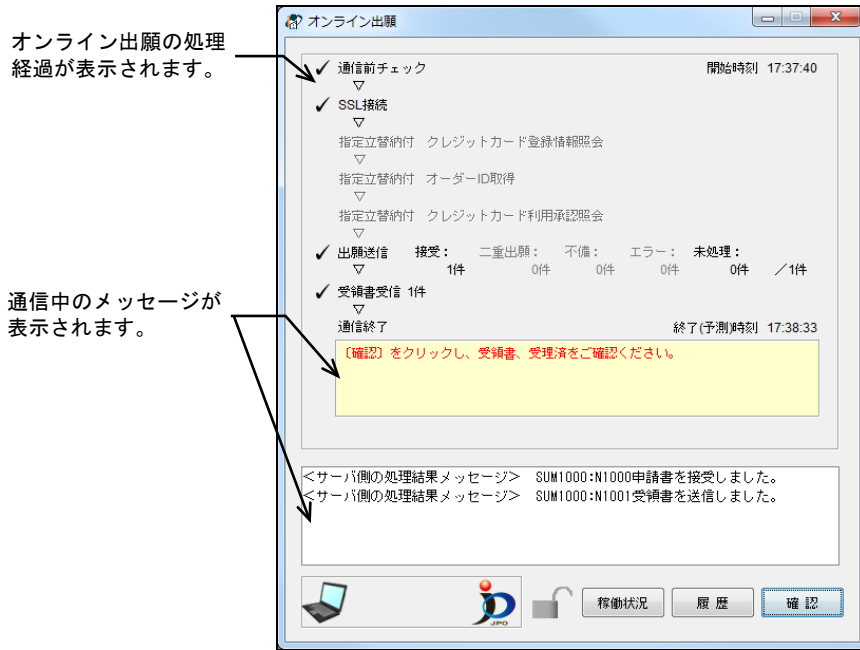 オンライン出願
オンライン出願の処理
経過が表示されます。
通信前チェック 開始時刻 17:37:40
▽
SSL接続
▽
指定立替納付 クレジットカード登録情報照会
▽
指定立替納付 オーダーID取得
▽
指定立替納付 クレジットカード利用承認照会
▽
出願送信 接受： 二重出願： 不備： エラー： 未処理：
▽ 1件 0件 0件 0件 0件 ／1件
受領書受信 1件
▽
通信終了 終了(予測)時刻 17:38:33
通信中のメッセージが
表示されます。
〔確認〕をクリックし、受領書、受理済をご確認ください。
＜サーバ側の処理結果メッセージ＞ SUM1000:N1000申請書を接受しました。
＜サーバ側の処理結果メッセージ＞ SUM1000:N1001受領書を送信しました。
JPO
稼働状況 履 歴 確 認